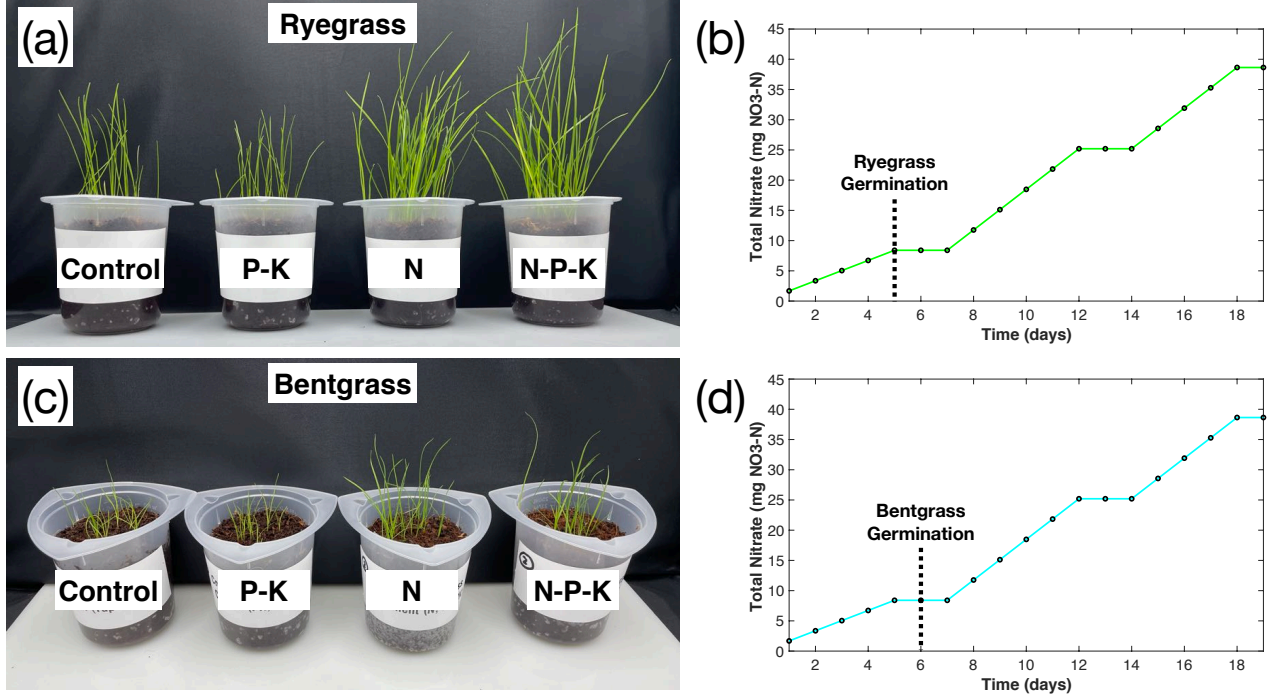 (a)
Ryegrass
Control
P-K
N
N-P-K
(b)
Total Nitrate (mg NO3-N)
45
40
35
30
25
20
15
10
5
0
Ryegrass
Germination
2
4
6
8
10
12
14
16
18
Time (days)
(c)
Bentgrass
Control
P-K
N
N-P-K
(d)
Total Nitrate (mg NO3-N)
45
40
35
30
25
20
15
10
5
0
Bentgrass
Germination
2
4
6
8
10
12
14
16
18
Time (days)